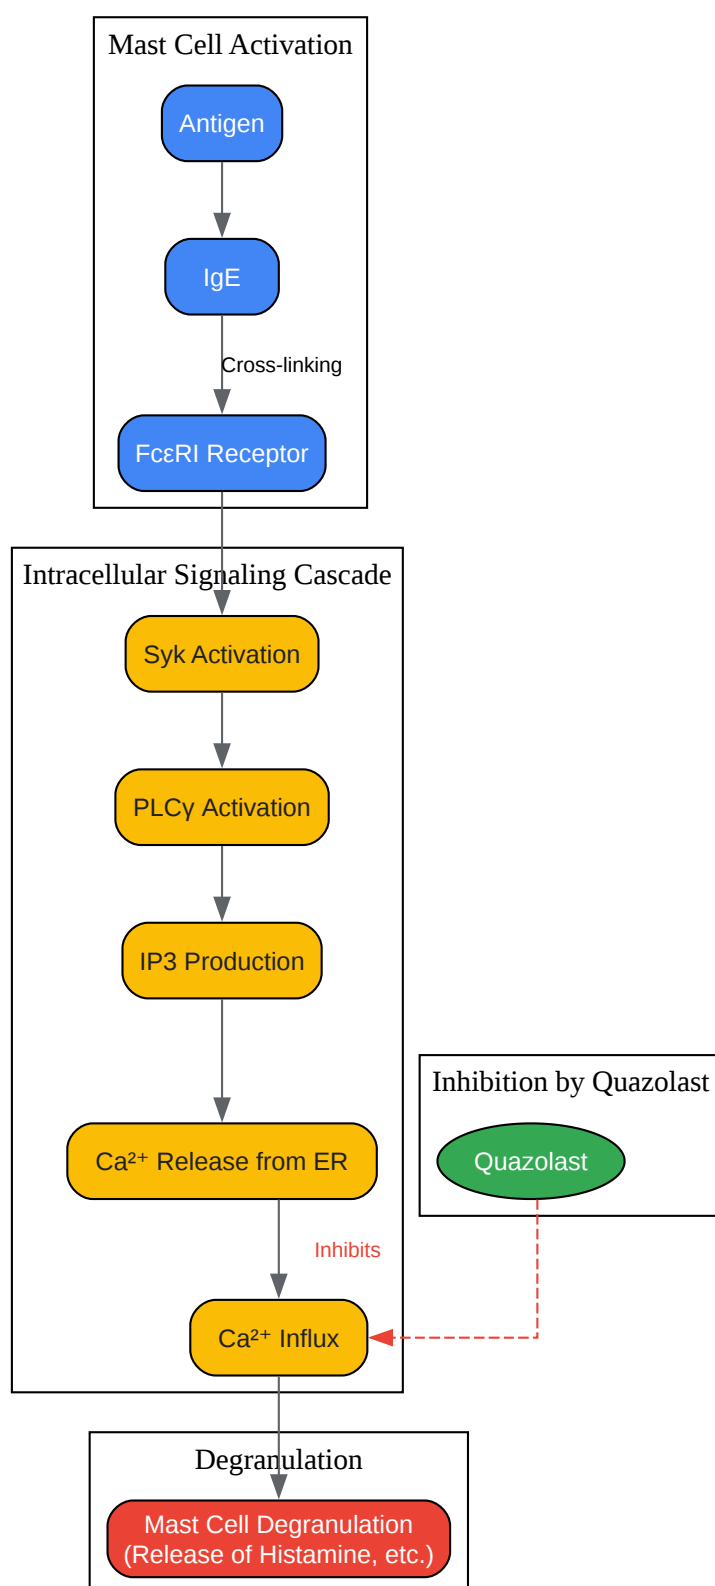 Mast Cell Activation
Antigen
IgE
Cross-linking
FcεRI Receptor
Intracellular Signaling Cascade
Syk Activation
PLCγ Activation
IP3 Production
Inhibition by Quazolast
Ca²⁺ Release from ER
Quazolast
Inhibits
Ca²⁺ Influx
Degranulation
Mast Cell Degranulation
(Release of Histamine, etc.)